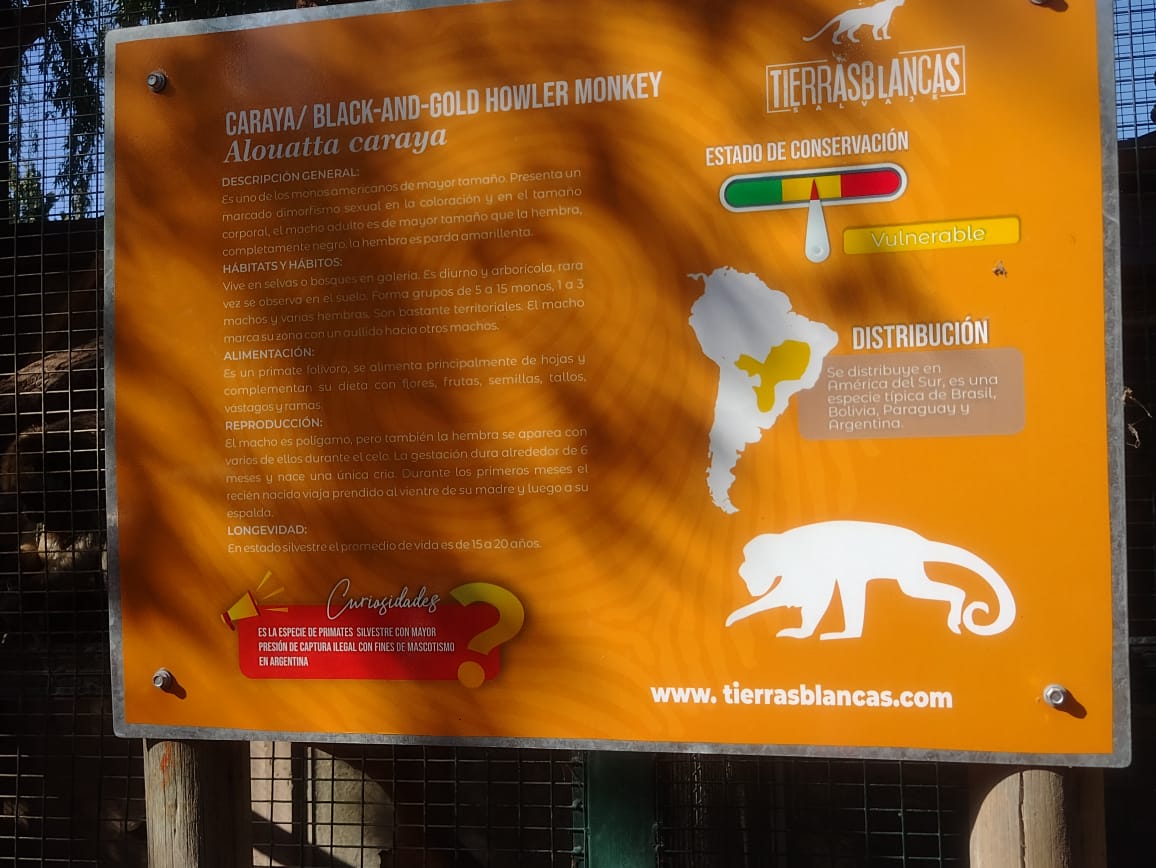 CARAYA/ BLACK-AND-GOLD HOWLER MONKEY
Alouatta caraya
DESCRIPCIÓN GENERAL:
Es uno de los monos americanos de mayor tamaño. Presenta un
marcado dimorfismo sexual en la coloración y en el tamaño
corporal, el macho adulto es de mayor tamaño que la hembra,
completamente negro, la hembra es parda amarillenta.
HÁBITATS Y HÁBITOS:
Vive en selvas o bosques en galería. Es diurno y arborícola, rara
vez se observa en el suelo. Forma grupos de 5 a 15 monos, 1 a 3
machos y varias hembras. Son bastante territoriales. El macho
marca su zona con un aullido hacia otros machos.
ALIMENTACIÓN:
Es un primate folívoro, se alimenta principalmente de hojas y
complementan su dieta con flores, frutas, semillas, tallos,
vástagos y ramas.
REPRODUCCIÓN:
El macho es polígamo, pero también la hembra se aparea con
varios de ellos durante el celo. La gestación dura alrededor de 6
meses y nace una única cría. Durante los primeros meses el
recién nacido viaja prendido al vientre de su madre y luego a su
espalda.
LONGEVIDAD:
En estado silvestre el promedio de vida es de 15 a 20 años.
Curiosidades
ES LA ESPECIE DE PRIMATES SILVESTRE CON MAYOR
PRESIÓN DE CAPTURA ILEGAL CON FINES DE MASCOTISMO
EN ARGENTINA
?
TIERRASBLANCAS
SALVAJE
ESTADO DE CONSERVACIÓN
Vulnerable
DISTRIBUCIÓN
Se distribuye en
América del Sur, es una
especie típica de Brasil,
Bolivia, Paraguay y
Argentina.
www. tierrasblancas.com